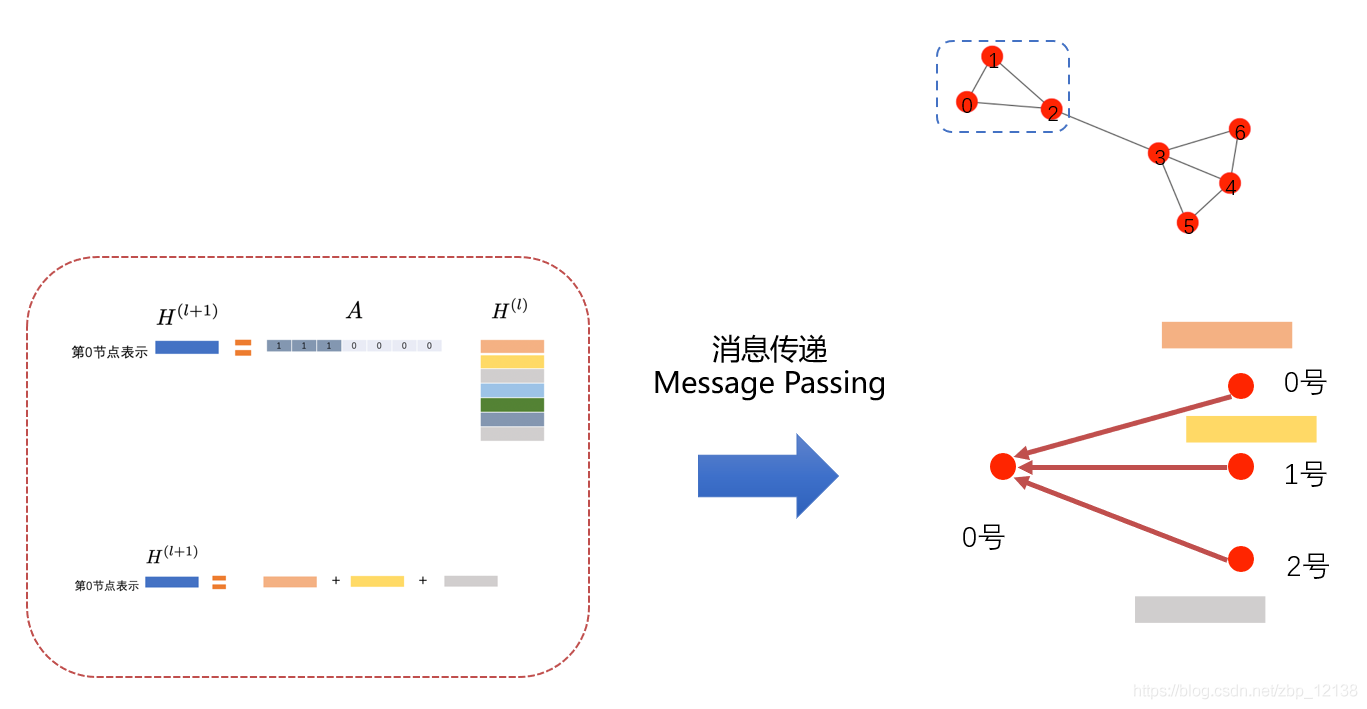 1
0
2
6
3
4
5
H^{(l+1)} A H^{(l)}
第0节点表示 1 1 1 0 0 0 0
消息传递
Message Passing
0号
1号
0号
2号
H^{(l+1)}
第0节点表示 + +
https://blog.csdn.net/zbp_12138